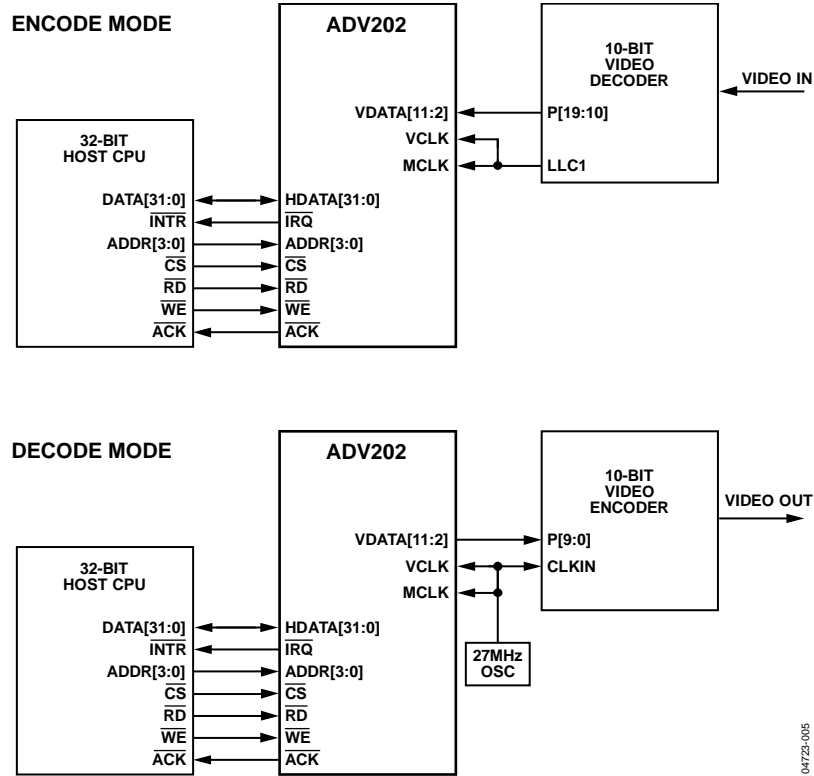 ENCODE MODE
ADV202
10-BIT
VIDEO
DECODER
VIDEO IN
VDATA[11:2]
P[19:10]
VCLK
MCLK
LLC1
32-BIT
HOST CPU
DATA[31:0]
HDATA[31:0]
INTR
IRQ
ADDR[3:0]
ADDR[3:0]
CS
CS
RD
RD
WE
WE
ACK
ACK
DECODE MODE
ADV202
10-BIT
VIDEO
ENCODER
VIDEO OUT
VDATA[11:2]
P[9:0]
VCLK
CLKIN
MCLK
32-BIT
HOST CPU
27MHz
OSC
DATA[31:0]
HDATA[31:0]
INTR
IRQ
ADDR[3:0]
ADDR[3:0]
CS
CS
RD
RD
WE
WE
ACK
ACK
04723-005